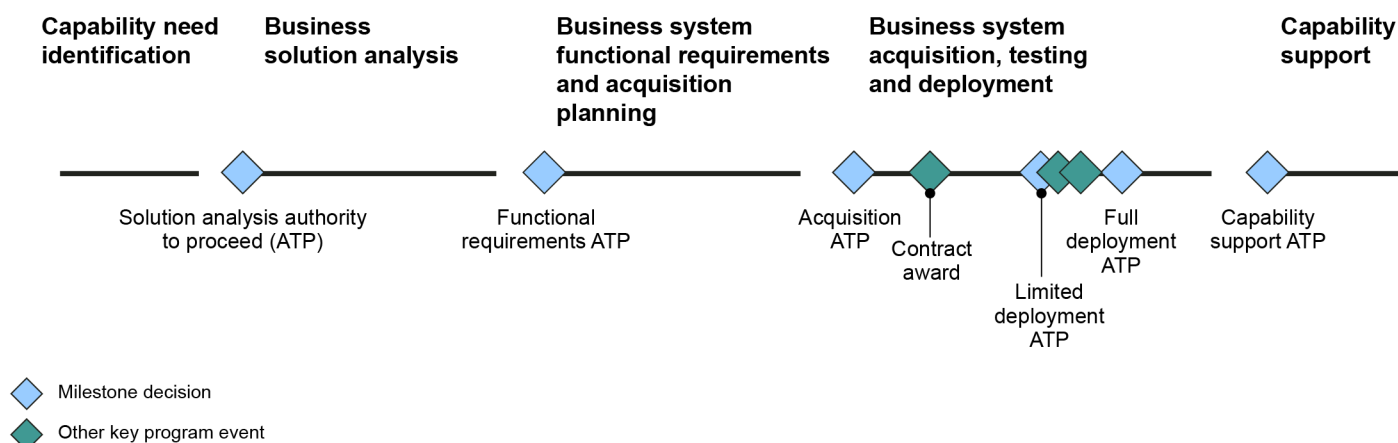 Capability need
identification
Business
solution analysis
Business system
functional requirements
and acquisition
planning
Business system
acquisition, testing
and deployment
Capability
support
Solution analysis authority
to proceed (ATP)
Functional
requirements ATP
Acquisition
ATP
Contract
award
Limited
deployment
ATP
Full
deployment
ATP
Capability
support ATP
Milestone decision
Other key program event